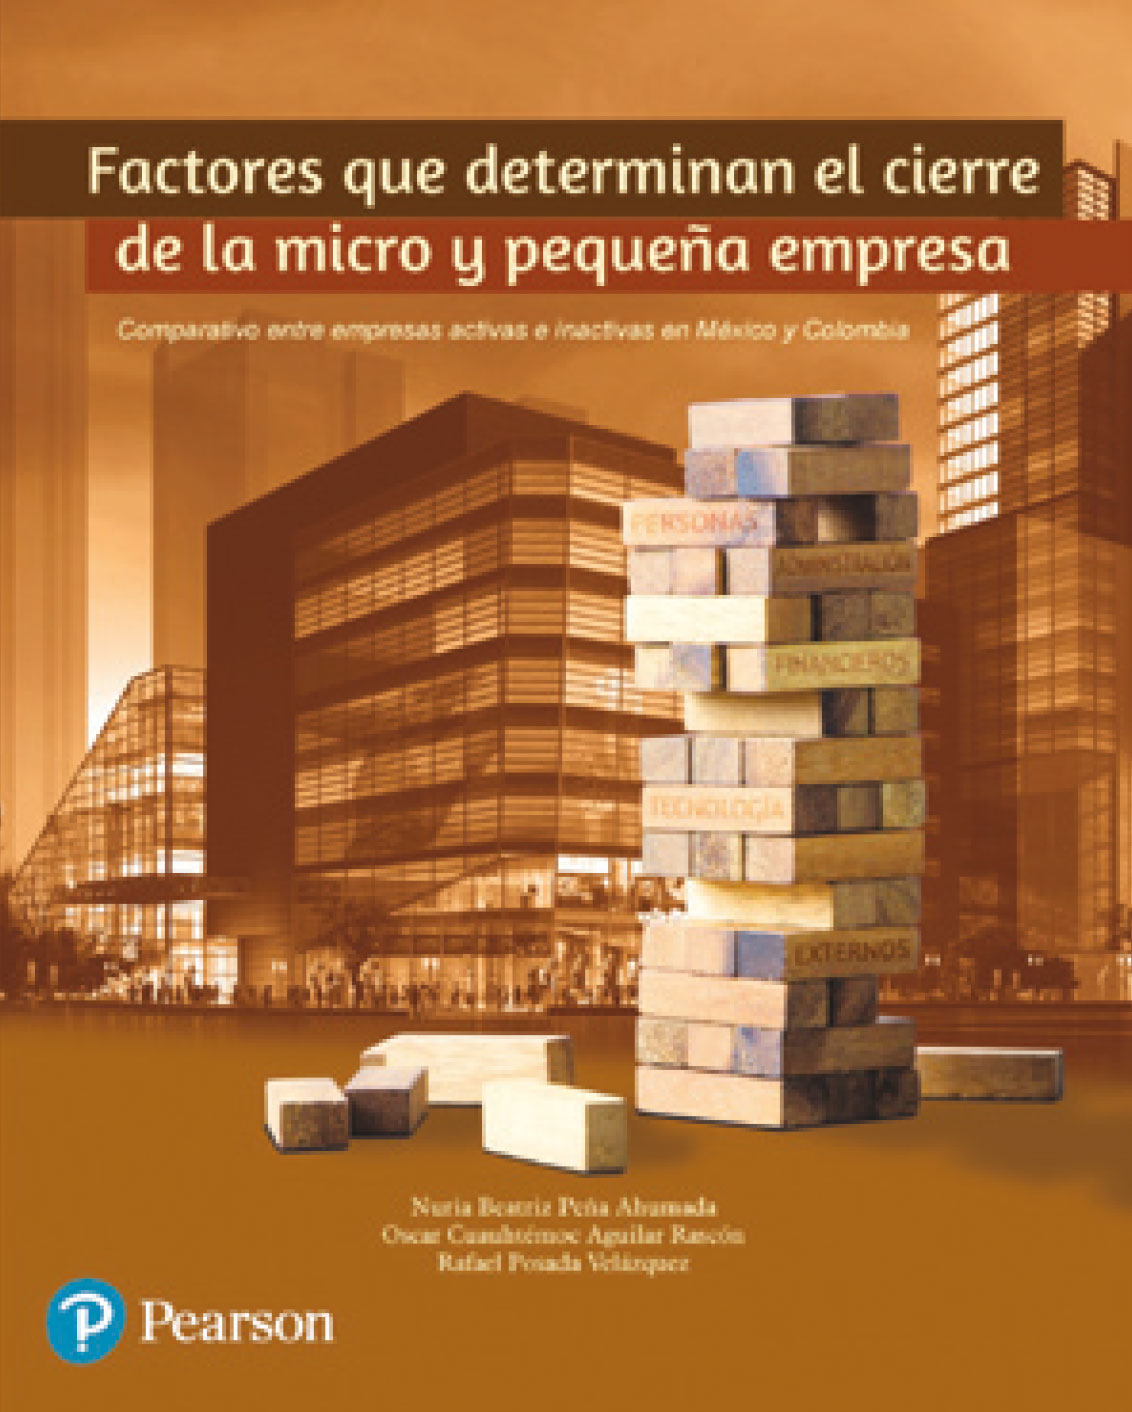 Factores que determinan el cierre
de la micro y pequeña empresa
Comparativo entre empresas activas e inactivas en México y Colombia
PERSONAS
ADMINISTRACIÓN
FINANCIEROS
TECNOLOGÍA
EXTERNOS
Nuria Beatriz Peña Ahumada
Oscar Cuauhtémoc Aguilar Rascón
Rafael Posada Velázquez
Pearson